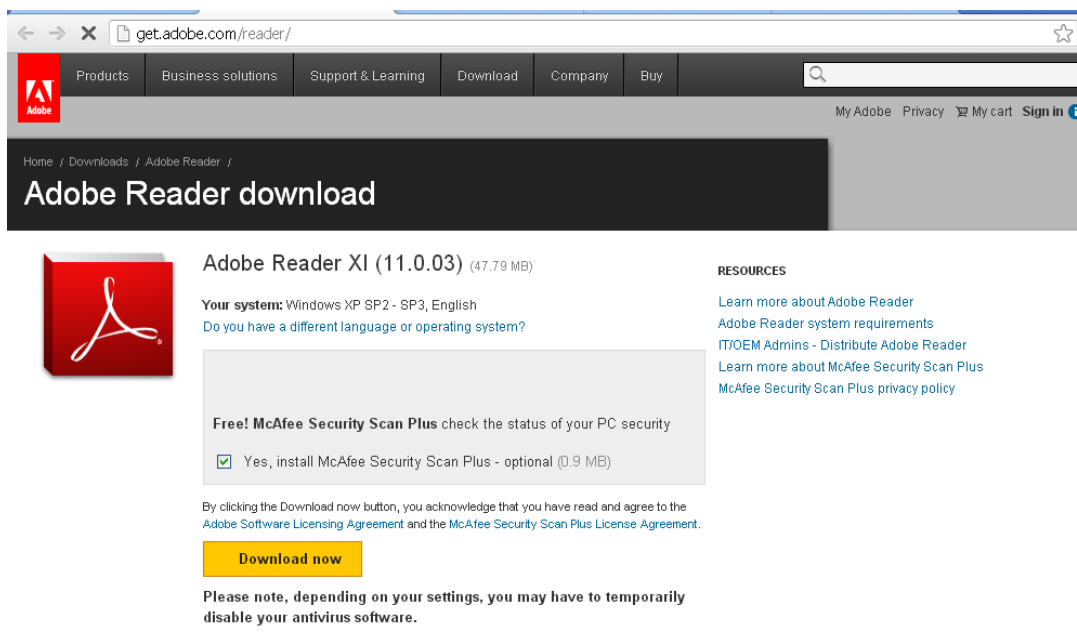 get.adobe.com/reader/
Products Business solutions Support & Learning Download Company Buy
Adobe
My Adobe Privacy My cart Sign in
Home / Downloads / Adobe Reader /
Adobe Reader download
Adobe Reader XI (11.0.03) (47.79 MB)
Your system: Windows XP SP2 - SP3, English
Do you have a different language or operating system?
Free! McAfee Security Scan Plus check the status of your PC security
Yes, install McAfee Security Scan Plus - optional (0.9 MB)
By clicking the Download now button, you acknowledge that you have read and agree to the
Adobe Software Licensing Agreement and the McAfee Security Scan Plus License Agreement.
Download now
Please note, depending on your settings, you may have to temporarily
disable your antivirus software.
RESOURCES
Learn more about Adobe Reader
Adobe Reader system requirements
IT/OEM Admins - Distribute Adobe Reader
Learn more about McAfee Security Scan Plus
McAfee Security Scan Plus privacy policy